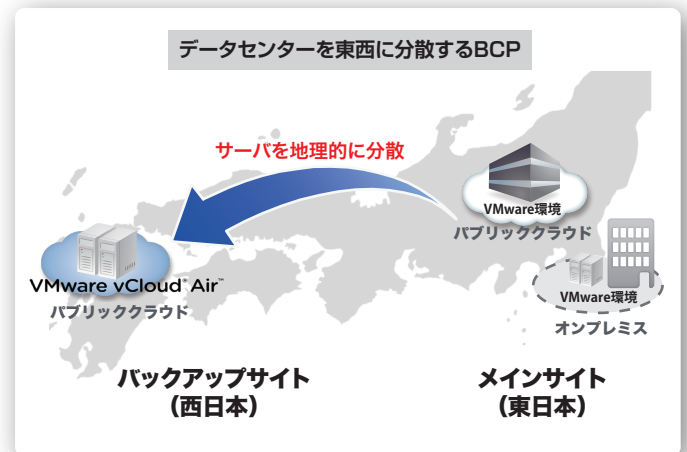 データセンターを東西に分散するBCP
サーバを地理的に分散
VMware環境
パブリッククラウド
VMware vCloud® Air™
パブリッククラウド
VMware環境
オンプレミス
バックアップサイト
（西日本）
メインサイト
（東日本）